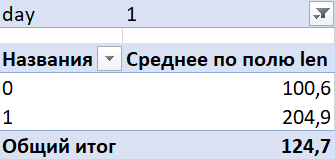 day 1
Названия Среднее по полю len
0 100,6
1 204,9
Общий итог 124,7